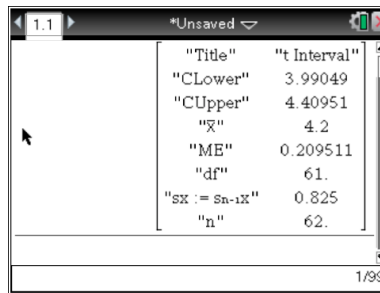 1.1 *Unsaved
"Title" "t Interval"
"CLower" 3.99049
"CUpper" 4.40951
"x̄" 4.2
"ME" 0.209511
"df" 61.
"sx := sₙ₋₁x" 0.825
"n" 62.
1/99